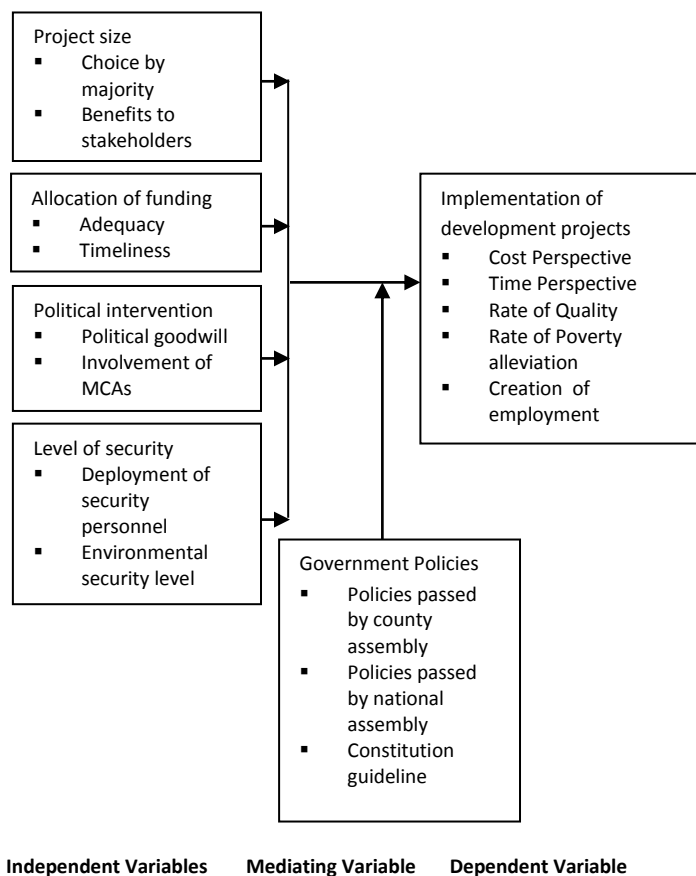 Project size
▪ Choice by
majority
▪ Benefits to
stakeholders
Allocation of funding
▪ Adequacy
▪ Timeliness
Political intervention
▪ Political goodwill
▪ Involvement of
MCAs
Level of security
▪ Deployment of
security
personnel
▪ Environmental
security level
Implementation of
development projects
▪ Cost Perspective
▪ Time Perspective
▪ Rate of Quality
▪ Rate of Poverty
alleviation
▪ Creation of
employment
Government Policies
▪ Policies passed
by county
assembly
▪ Policies passed
by national
assembly
▪ Constitution
guideline
Independent Variables Mediating Variable Dependent Variable